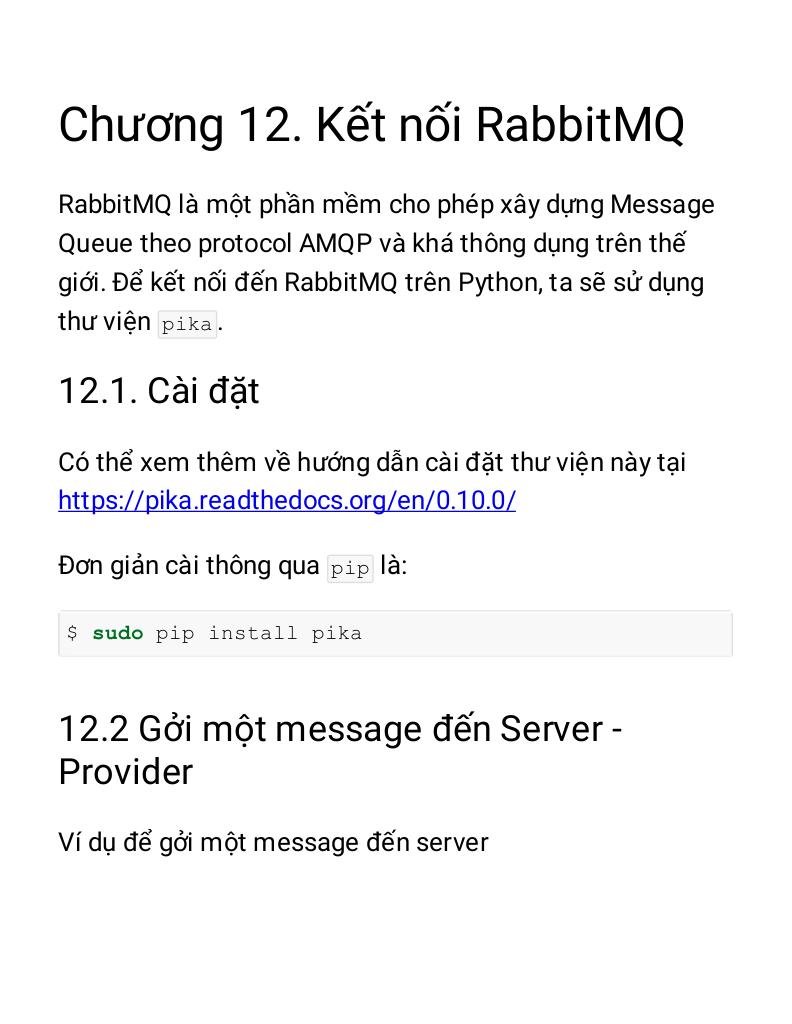 Chương 12. Kết nối RabbitMQ
RabbitMQ là một phần mềm cho phép xây dựng Message
Queue theo protocol AMQP và khá thông dụng trên thế
giới. Để kết nối đến RabbitMQ trên Python, ta sẽ sử dụng
thư viện pika.
12.1. Cài đặt
Có thể xem thêm về hướng dẫn cài đặt thư viện này tại
https://pika.readthedocs.org/en/0.10.0/
Đơn giản cài thông qua pip là:
$ sudo pip install pika
12.2 Gởi một message đến Server -
Provider
Ví dụ để gởi một message đến server